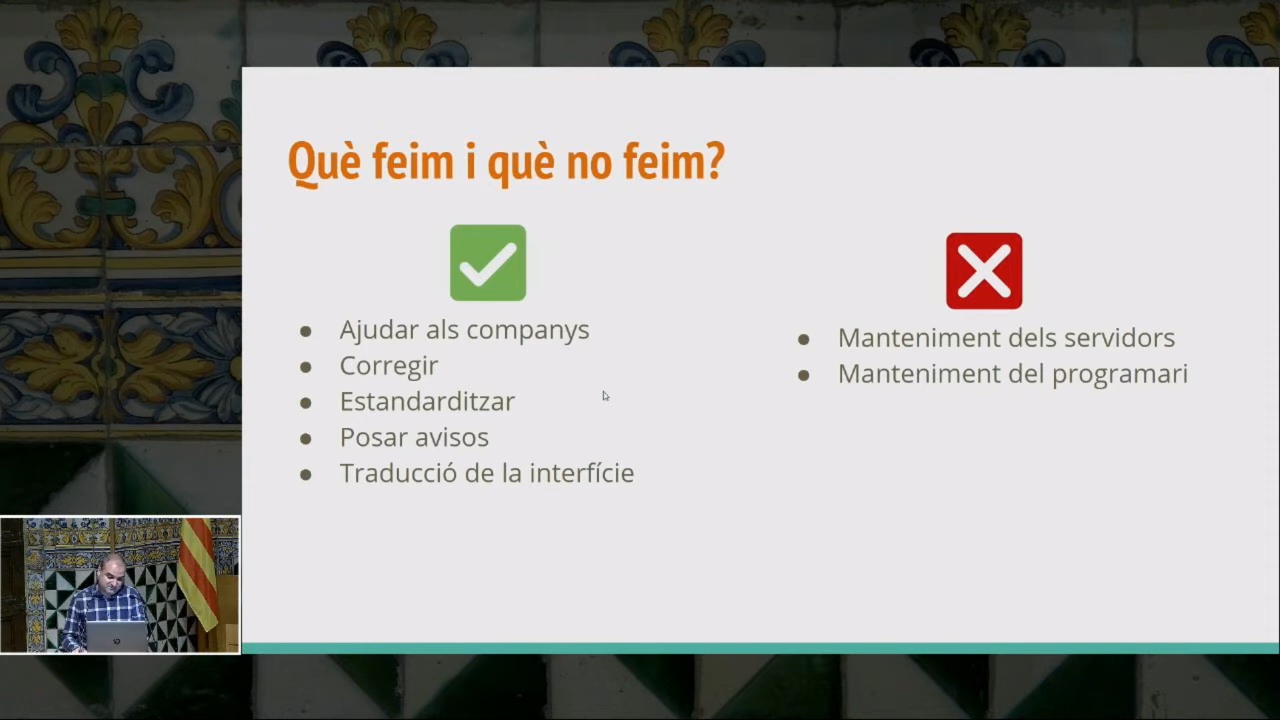 Què feim i què no feim?
Ajudar als companys
Corregir
Estandarditzar
Posar avisos
Traducció de la interfície
Manteniment dels servidors
Manteniment del programari